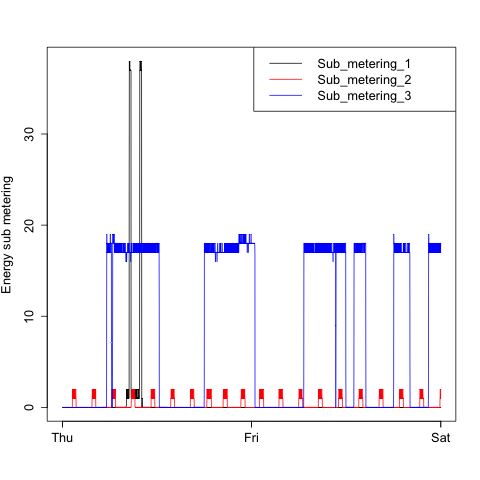 Sub_metering_1
Sub_metering_2
Sub_metering_3
Energy sub metering
30
20
10
0
Thu Fri Sat